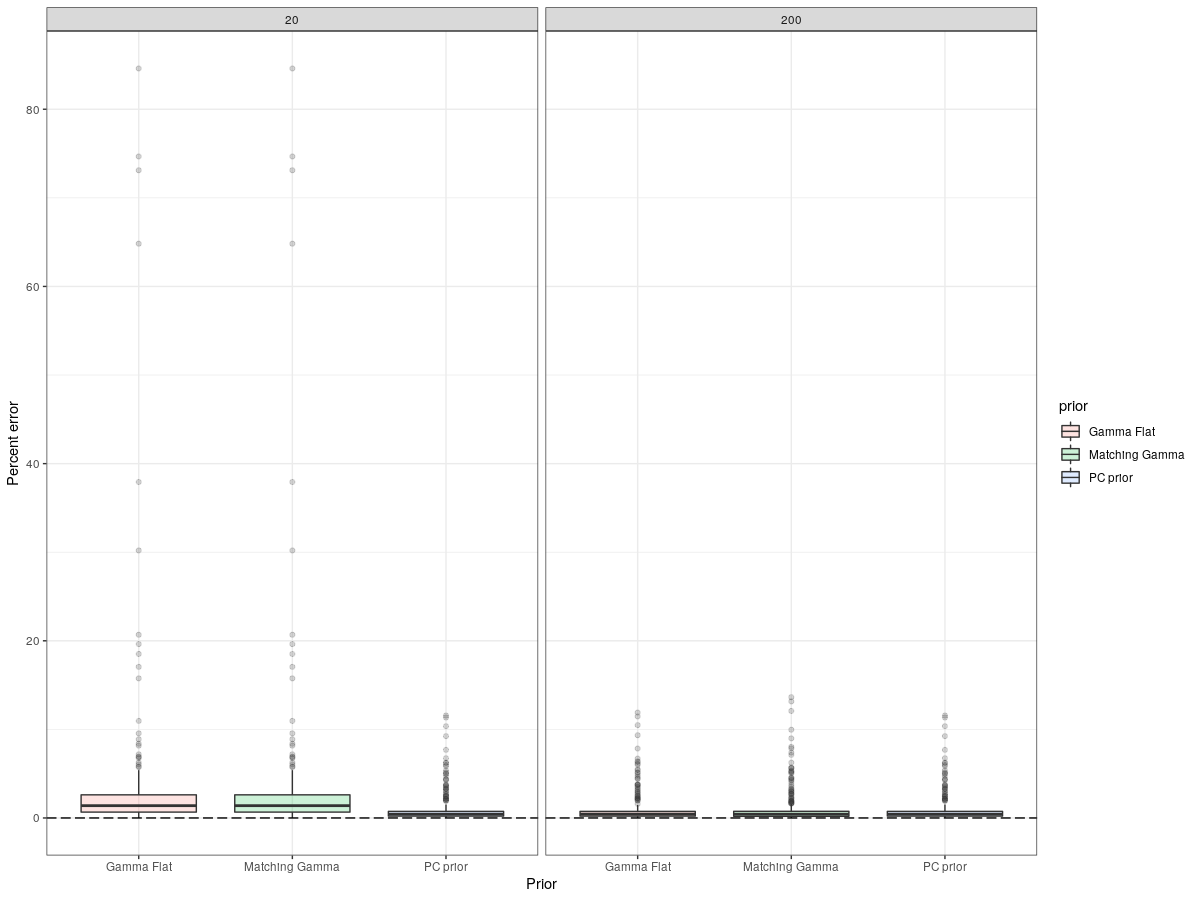 20
200
80
60
40
20
0
Percent error
Gamma Flat
Matching Gamma
PC prior
Gamma Flat
Matching Gamma
PC prior
Prior
prior
Gamma Flat
Matching Gamma
PC prior